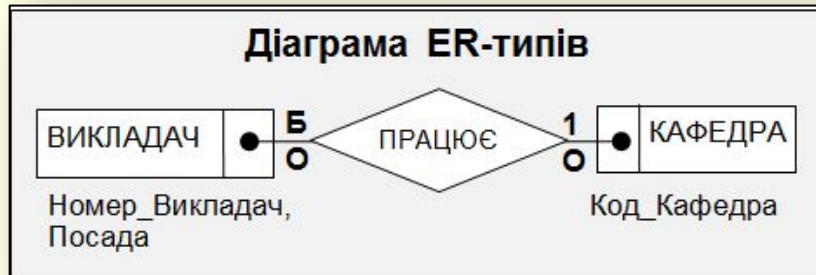 Діаграма ER-типів
ВИКЛАДАЧ
Б
О
ПРАЦЮЄ
1
О
КАФЕДРА
Номер_Викладач,
Посада
Код_Кафедра